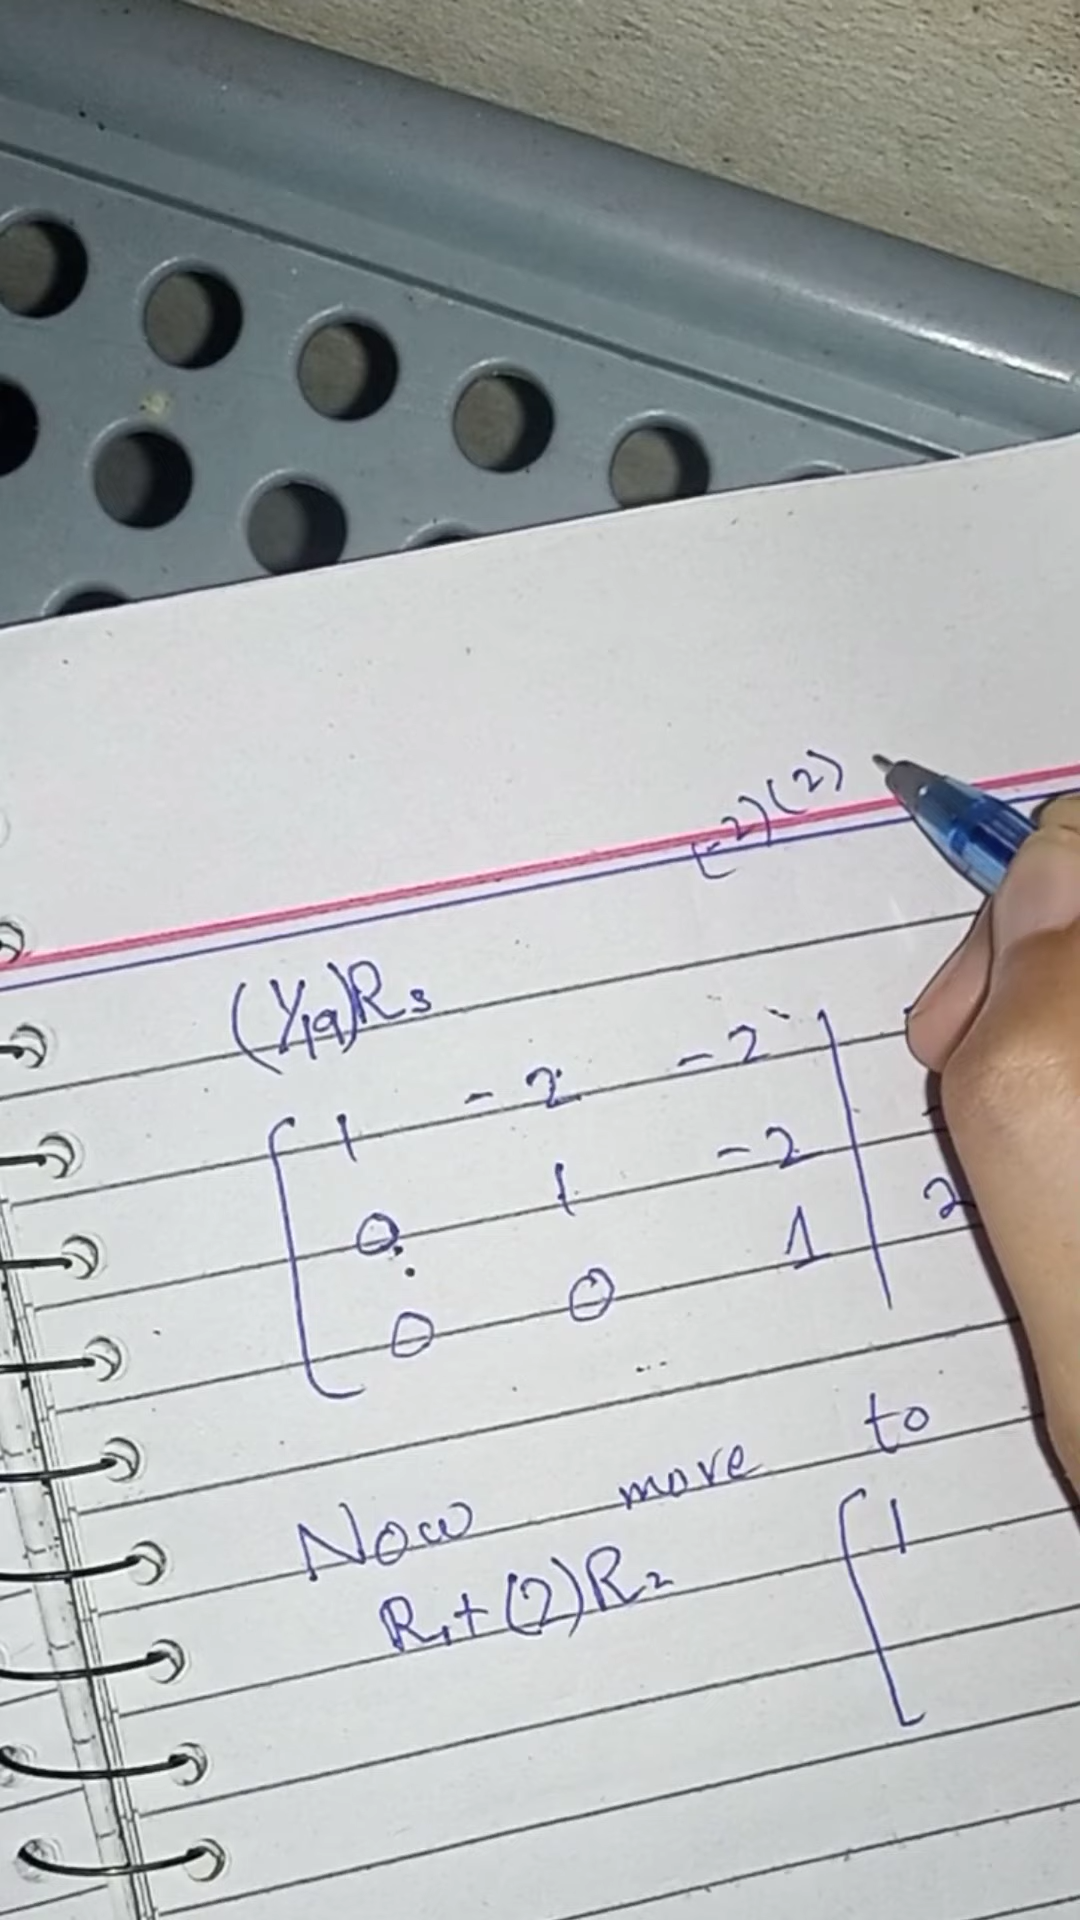 (-2)(2)
(1/19)R3
1 -2 -2
0 1 -2
0 0 1 2
Now move to
R1+(2)R2 [1